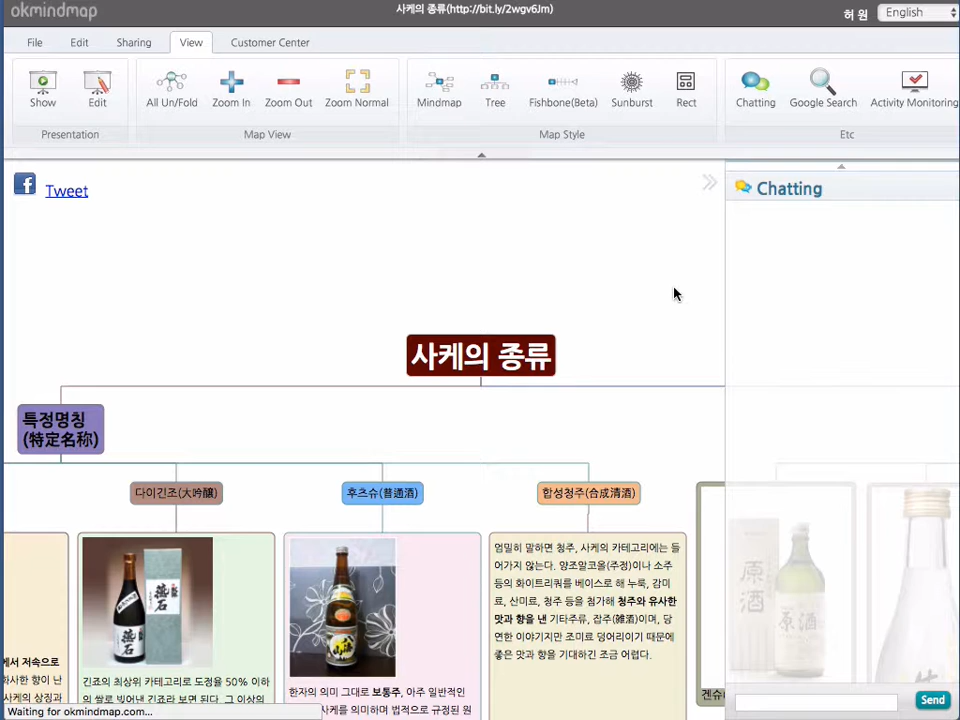 okmindmap
사케의 종류(http://bit.ly/2wgv6Jm)
허 원
English
File Edit Sharing View Customer Center
Show Edit All Un/Fold Zoom In Zoom Out Zoom Normal Mindmap Tree Fishbone(Beta) Sunburst Rect Chatting Google Search Activity Monitoring
Presentation Map View Map Style Etc
Tweet
Chatting
사케의 종류
특정명칭
(特定名称)
다이긴조(大吟醸)
후츠슈(普通酒)
합성청주(合成清酒)
엄밀히 말하면 청주, 사케의 카테고리에는 들
어가지 않는다. 양조알코올(주정)이나 소주
등의 화이트리쿼를 베이스로 해 누룩, 감미
료, 산미료, 청주 등을 첨가해 청주와 유사한
맛과 향을 낸 기타주류, 잡주(雑酒)이며, 당
연한 이야기지만 조미료 덩어리이기 때문에
좋은 맛과 향을 기대하긴 조금 어렵다.
原酒
原酒
에서 저속으로
화사한 향이 난
사케의 상징과
긴죠의 최상위 카테고리로 도정을 50% 이하
의 쌀로 빚어낸 긴죠라 보면 된다. 그 이상의
한자의 의미 그대로 보통주, 아주 일반적인
사케를 의미하며 법적으로 규정된 원
겐슈
Send
Waiting for okmindmap.com...